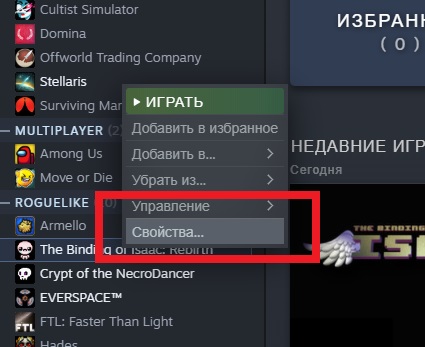 Cultist Simulator
Domina
Offworld Trading Company
Stellaris
Surviving Mar
MULTIPLAYER (2)
Among Us
Move or Die
ROGUELIKE
Armello
The Binding of Isaac: Rebirth
Crypt of the NecroDancer
EVERSPACE™
FTL: Faster Than Light
Hades
ИГРАТЬ
Добавить в избранное
Добавить в...
Убрать из...
Управление
Свойства...
ИЗБРАНН
( 0 )
НЕДАВНИЕ ИГР
Сегодня
THE BINDING
IS